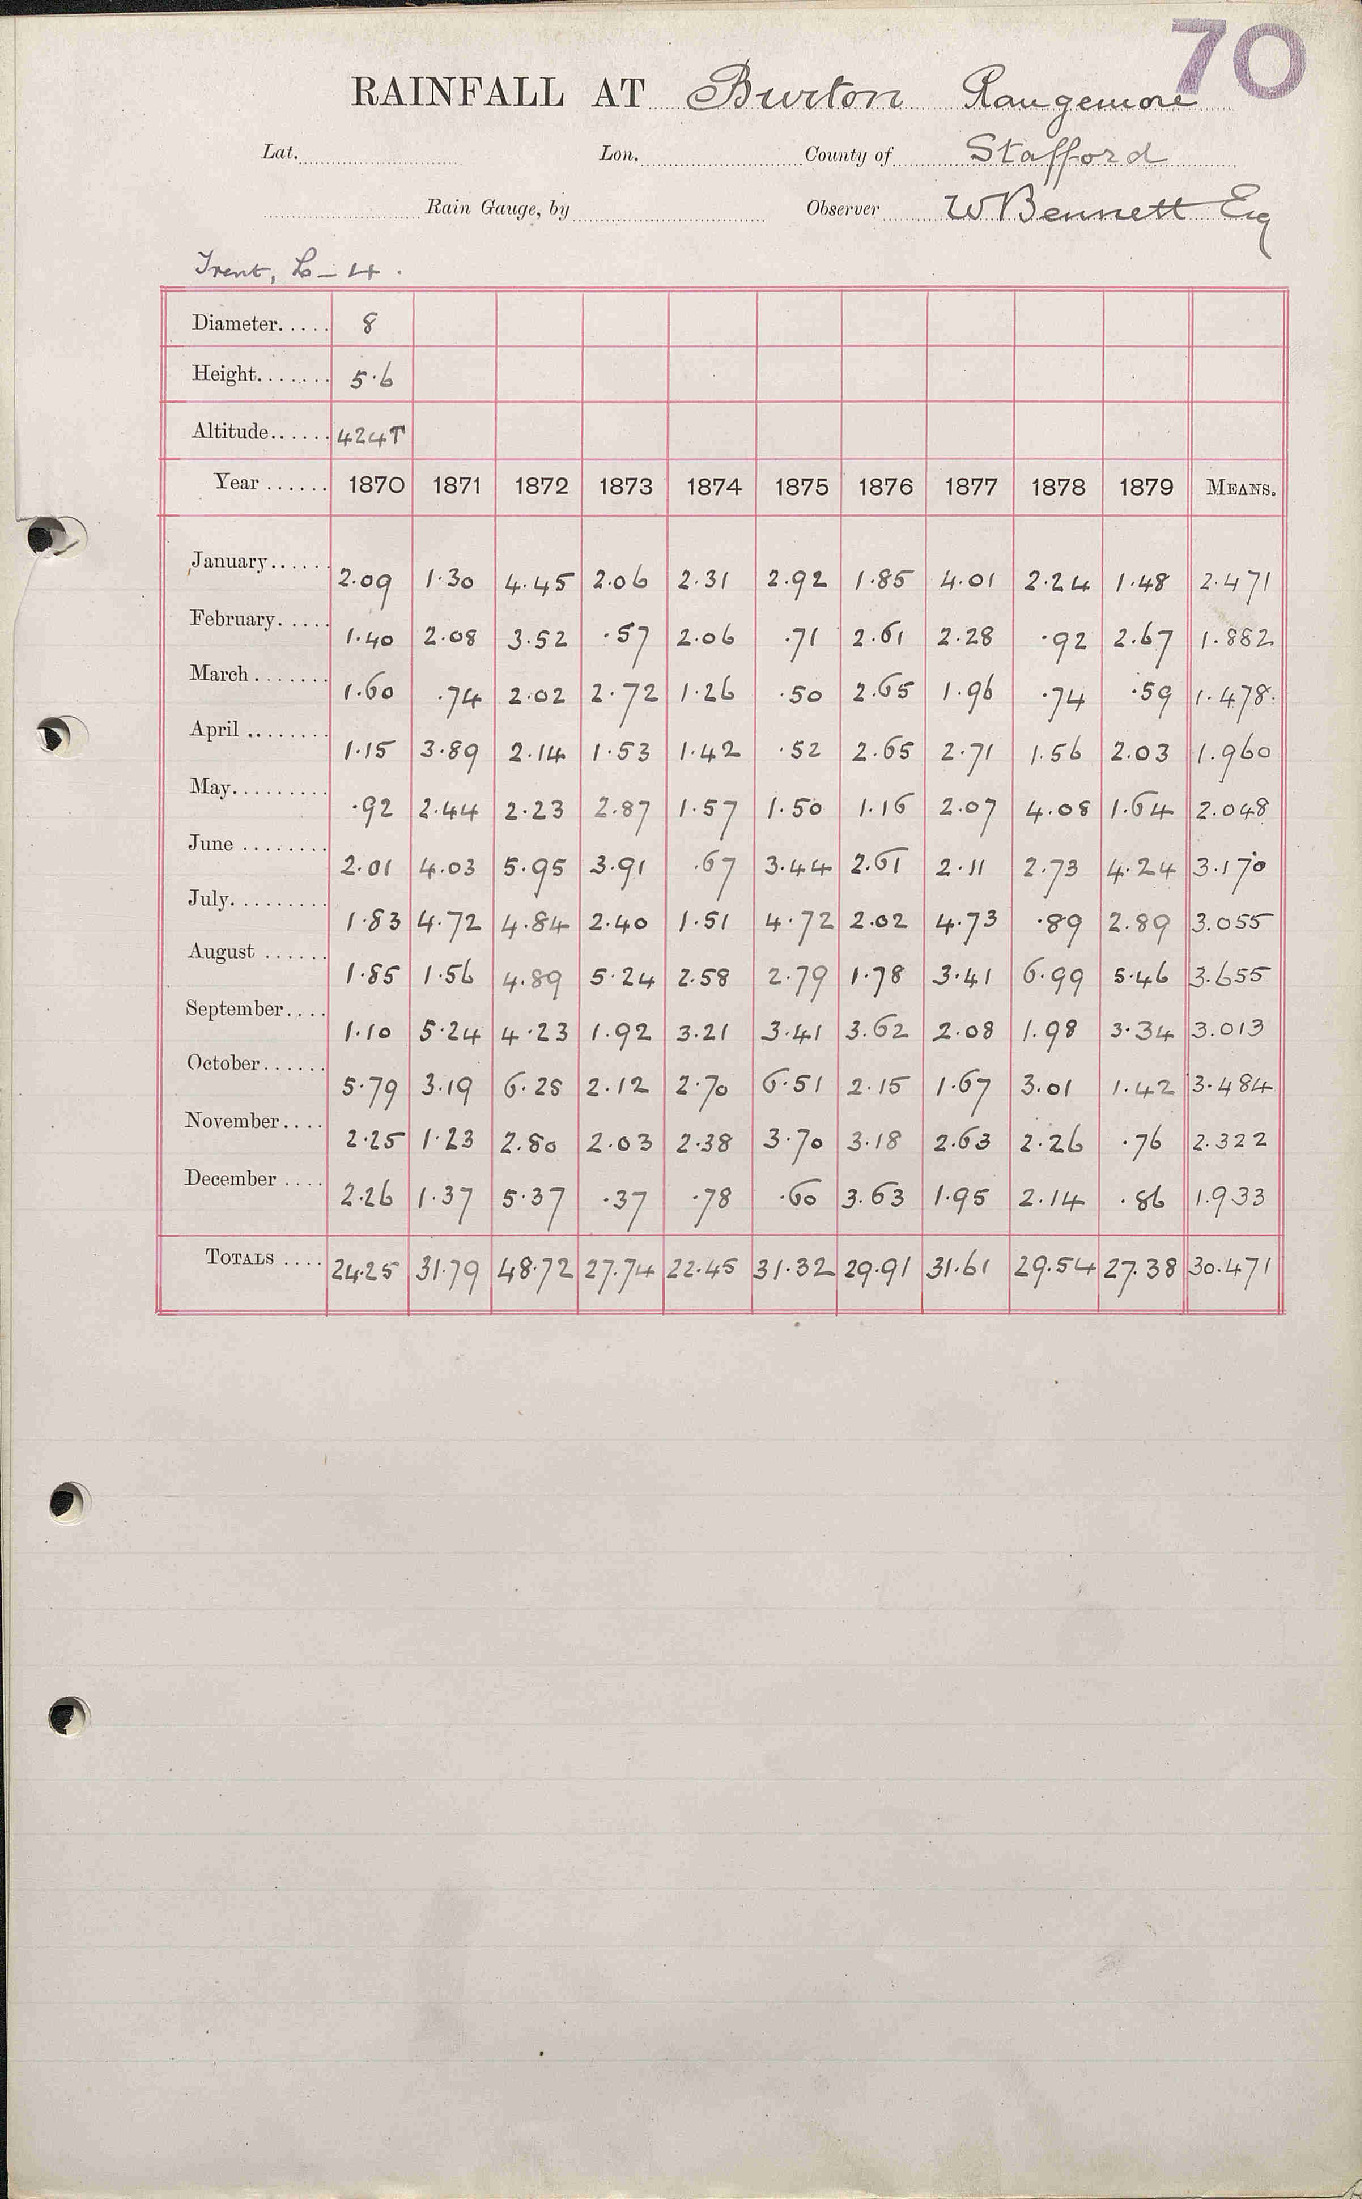 70
RAINFALL AT Burton Rangemore
Lat. Lon. County of Stafford
Rain Gauge, by Observer W Bennett Esq
Trent, L-4.
Diameter..... 8
Height....... 5.6
Altitude...... 424T
Year ...... 1870 1871 1872 1873 1874 1875 1876 1877 1878 1879 MEANS.
January...... 2.09 1.30 4.45 2.06 2.31 2.92 1.85 4.01 2.24 1.48 2.471
February..... 1.40 2.08 3.52 .57 2.06 .71 2.61 2.28 .92 2.67 1.882
March ....... 1.60 .74 2.02 2.72 1.26 .50 2.65 1.96 .74 .59 1.478
April ........ 1.15 3.89 2.14 1.53 1.42 .52 2.65 2.71 1.56 2.03 1.960
May......... .92 2.44 2.23 2.87 1.57 1.50 1.16 2.07 4.08 1.64 2.048
June ........ 2.01 4.03 5.95 3.91 .67 3.44 2.61 2.11 2.73 4.24 3.170
July......... 1.83 4.72 4.84 2.40 1.51 4.72 2.02 4.73 .89 2.89 3.055
August ...... 1.85 1.56 4.89 5.24 2.58 2.79 1.78 3.41 6.99 5.46 3.655
September.... 1.10 5.24 4.23 1.92 3.21 3.41 3.62 2.08 1.98 3.34 3.013
October...... 5.79 3.19 6.28 2.12 2.70 6.51 2.15 1.67 3.01 1.42 3.484
November.... 2.25 1.23 2.80 2.03 2.38 3.70 3.18 2.63 2.26 .76 2.322
December .... 2.26 1.37 5.37 .37 .78 .60 3.63 1.95 2.14 .86 1.933
TOTALS .... 24.25 31.79 48.72 27.74 22.45 31.32 29.91 31.61 29.54 27.38 30.471